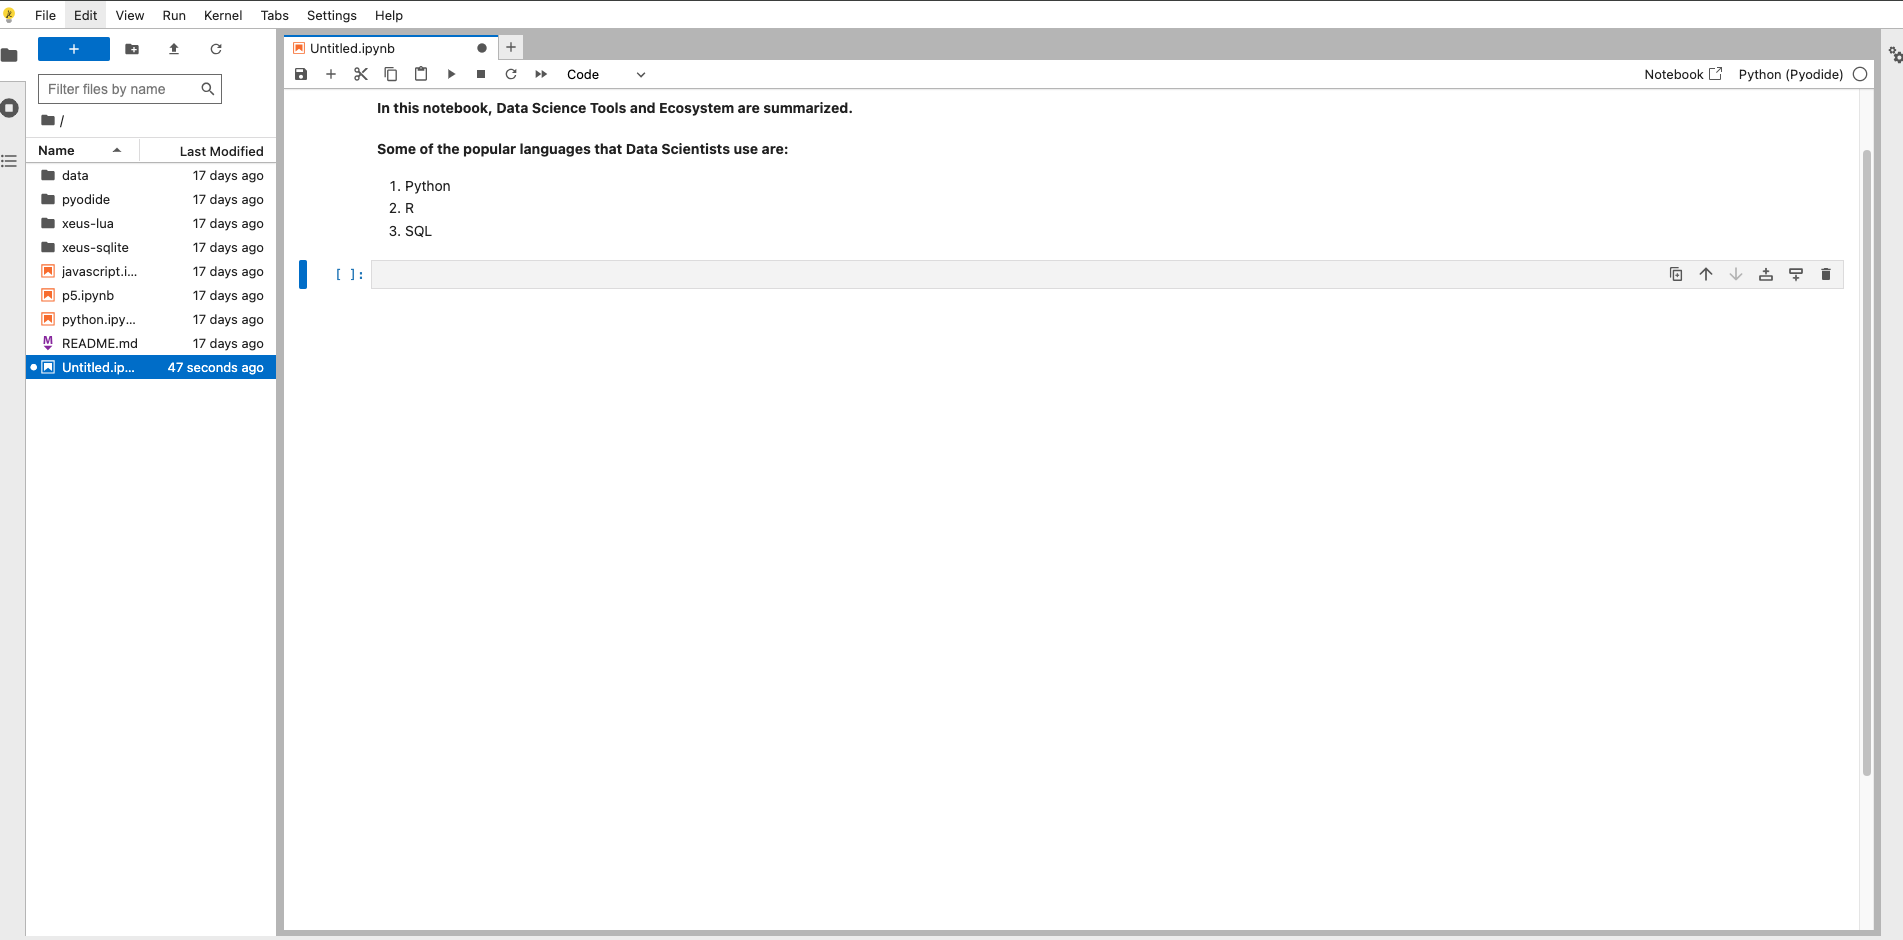 File Edit View Run Kernel Tabs Settings Help
Untitled.ipynb
Filter files by name
Code
Notebook Python (Pyodide)
/
Name Last Modified
data 17 days ago
pyodide 17 days ago
xeus-lua 17 days ago
xeus-sqlite 17 days ago
javascript.i... 17 days ago
p5.ipynb 17 days ago
python.ipy... 17 days ago
README.md 17 days ago
Untitled.ip... 47 seconds ago
In this notebook, Data Science Tools and Ecosystem are summarized.
Some of the popular languages that Data Scientists use are:
1. Python
2. R
3. SQL
[ ]: